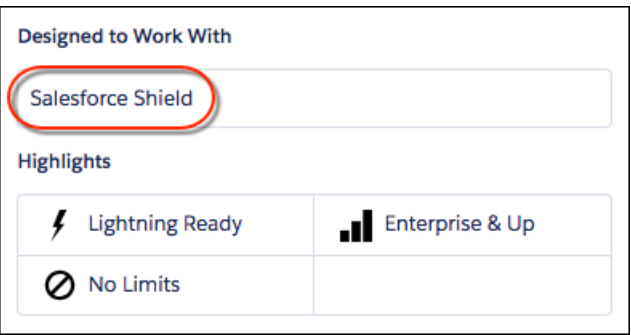 Designed to Work With
Salesforce Shield
Highlights
Lightning Ready
Enterprise & Up
No Limits